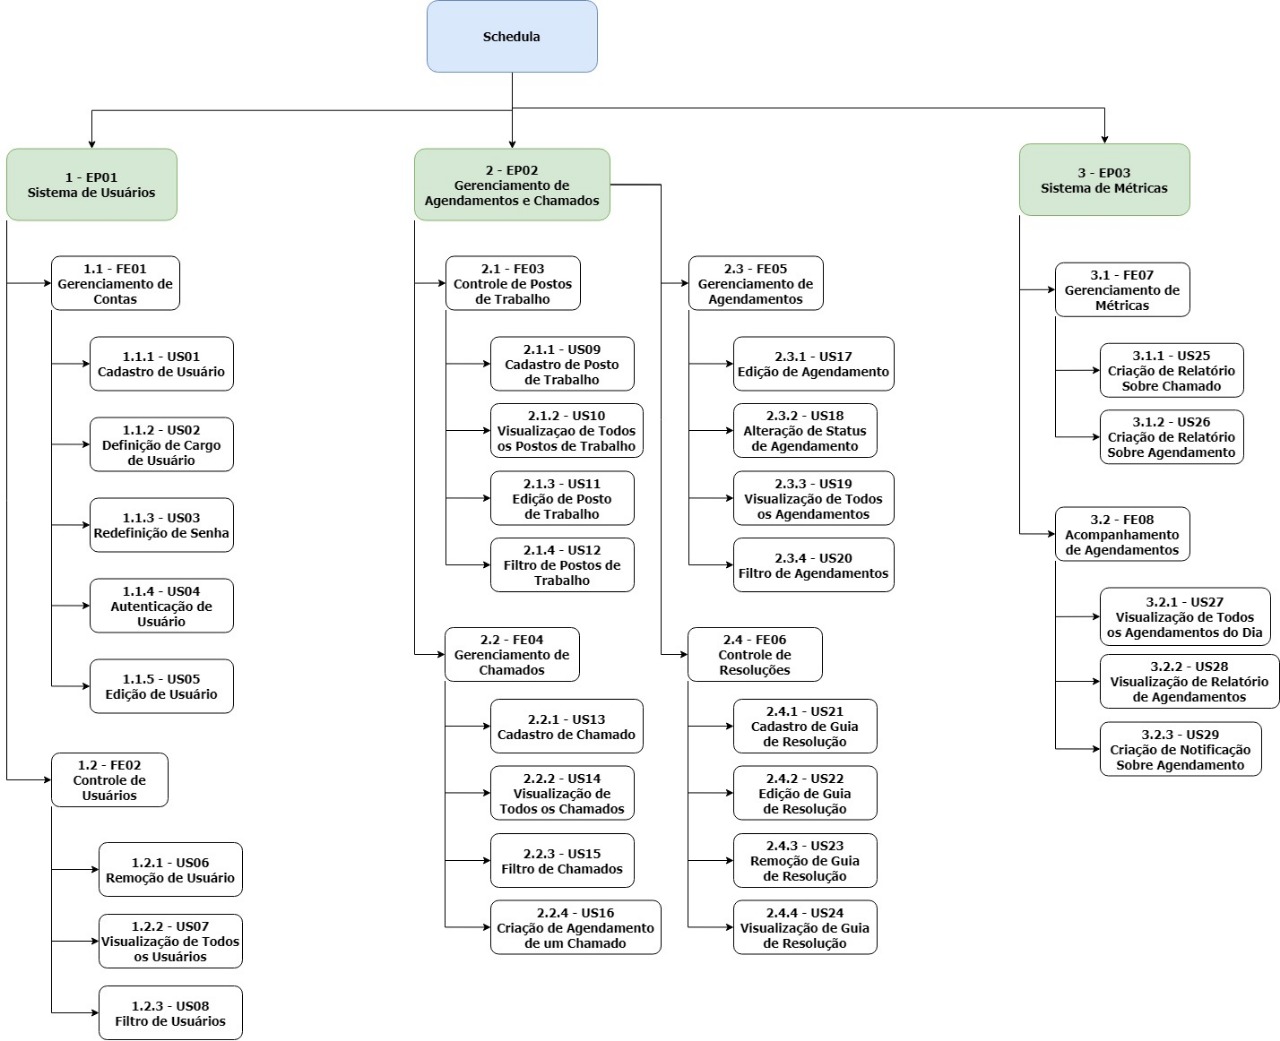 Schedula
1 - EP01
Sistema de Usuários
1.1 - FE01
Gerenciamento de
Contas
1.1.1 - US01
Cadastro de Usuário
1.1.2 - US02
Definição de Cargo
de Usuário
1.1.3 - US03
Redefinição de Senha
1.1.4 - US04
Autenticação de
Usuário
1.1.5 - US05
Edição de Usuário
1.2 - FE02
Controle de
Usuários
1.2.1 - US06
Remoção de Usuário
1.2.2 - US07
Visualização de Todos
os Usuários
1.2.3 - US08
Filtro de Usuários
2 - EP02
Gerenciamento de
Agendamentos e Chamados
2.1 - FE03
Controle de Postos
de Trabalho
2.1.1 - US09
Cadastro de Posto
de Trabalho
2.1.2 - US10
Visualizaçao de Todos
os Postos de Trabalho
2.1.3 - US11
Edição de Posto
de Trabalho
2.1.4 - US12
Filtro de Postos de
Trabalho
2.2 - FE04
Gerenciamento de
Chamados
2.2.1 - US13
Cadastro de Chamado
2.2.2 - US14
Visualização de
Todos os Chamados
2.2.3 - US15
Filtro de Chamados
2.2.4 - US16
Criação de Agendamento
de um Chamado
2.3 - FE05
Gerenciamento de
Agendamentos
2.3.1 - US17
Edição de Agendamento
2.3.2 - US18
Alteração de Status
de Agendamento
2.3.3 - US19
Visualização de Todos
os Agendamentos
2.3.4 - US20
Filtro de Agendamentos
2.4 - FE06
Controle de
Resoluções
2.4.1 - US21
Cadastro de Guia
de Resolução
2.4.2 - US22
Edição de Guia
de Resolução
2.4.3 - US23
Remoção de Guia
de Resolução
2.4.4 - US24
Visualização de Guia
de Resolução
3 - EP03
Sistema de Métricas
3.1 - FE07
Gerenciamento de
Métricas
3.1.1 - US25
Criação de Relatório
Sobre Chamado
3.1.2 - US26
Criação de Relatório
Sobre Agendamento
3.2 - FE08
Acompanhamento
de Agendamentos
3.2.1 - US27
Visualização de Todos
os Agendamentos do Dia
3.2.2 - US28
Visualização de Relatório
de Agendamentos
3.2.3 - US29
Criação de Notificação
Sobre Agendamento